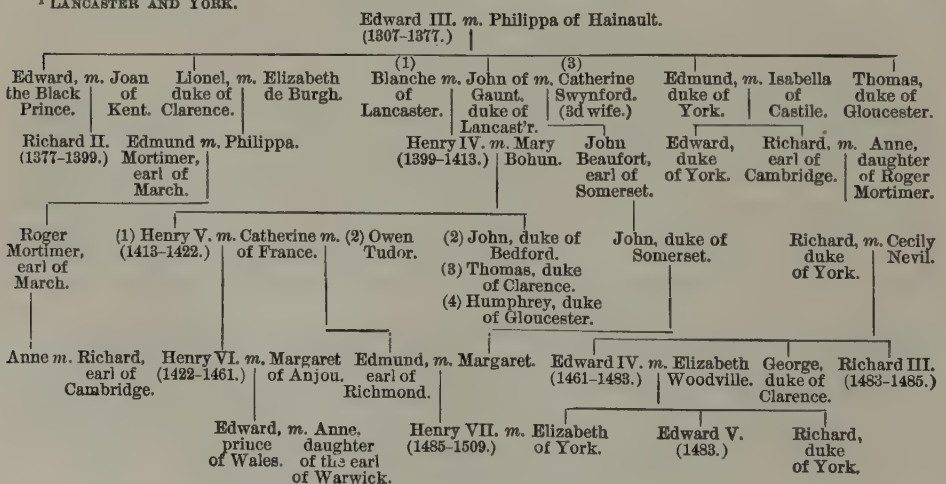 ¹ LANCASTER AND YORK.
Edward III. m. Philippa of Hainault.
(1307-1377.)
(1) (3)
Edward, m. Joan Lionel, m. Elizabeth Blanche m. John of m. Catherine Edmund, m. Isabella Thomas,
the Black of duke of de Burgh. of Gaunt, Swynford. duke of of duke of
Prince. Kent. Clarence. Lancaster. duke of (3d wife.) York. Castile. Gloucester.
Lancast'r.
Richard II. Edmund m. Philippa. Henry IV. m. Mary John Edward, Richard, m. Anne,
(1377-1399.) Mortimer, (1399-1413.) Bohun. Beaufort, duke earl of daughter
earl of earl of of York. Cambridge. of Roger
March. Somerset. Mortimer.
Roger (1) Henry V. m. Catherine m. (2) Owen (2) John, duke of John, duke of Richard, m. Cecily
Mortimer, (1413-1422.) of France. Tudor. Bedford. Somerset. duke Nevil.
earl of (3) Thomas, duke of York.
March. of Clarence.
(4) Humphrey, duke
of Gloucester.
Anne m. Richard, Henry VI. m. Margaret Edmund, m. Margaret. Edward IV. m. Elizabeth George, Richard III.
earl of (1422-1461.) of Anjou. earl of (1461-1483.) Woodville. duke of (1483-1485.)
Cambridge. Richmond. Clarence.
Edward, m. Anne, Henry VII. m. Elizabeth Edward V. Richard,
prince daughter (1485-1509.) of York. (1483.) duke
of Wales. of the earl of York.
of Warwick.